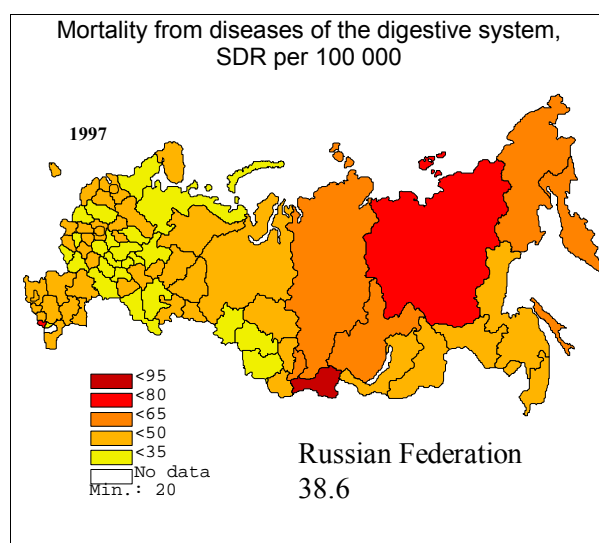 Mortality from diseases of the digestive system,
SDR per 100 000
1997
<95
<80
<65
<50
<35
No data
Min.: 20
Russian Federation
38.6